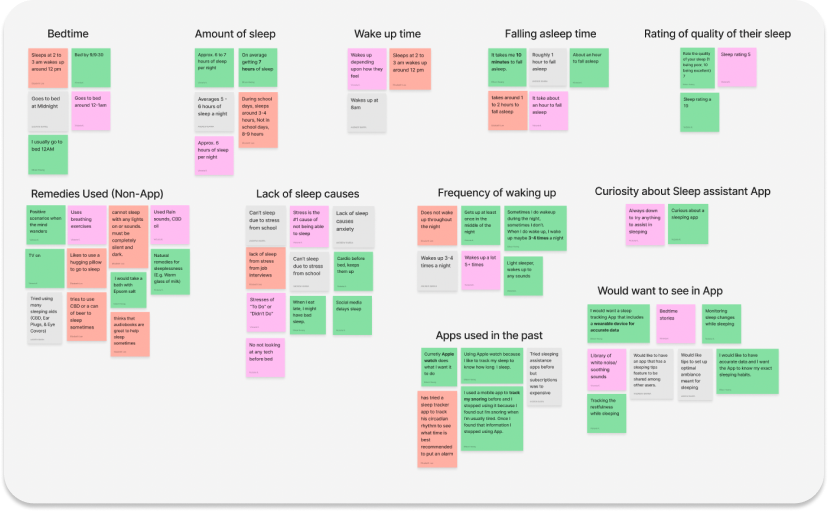 Bedtime
Sleeps at 2 to
3 am wakes up
around 12 pm
Bed by 9/9:30
Goes to bed
at Midnight
Goes to bed
around 12-1am
I usually go to
bed 12AM
Amount of sleep
Approx. 6 to 7
hours of sleep
per night
On average
getting 7
hours of sleep
Averages 5 -
6 hours of
sleep a night
During school
days, sleeps
around 3-4
hours, Not in
school days,
8-9 hours
Approx. 6
hours of sleep
per night
Wake up time
Wakes up
depending
upon how they
feel
Sleeps at 2 to
3 am wakes up
around 12 pm
Wakes up at
8am
Falling asleep time
It takes me 10
minutes to fall
asleep.
Roughly 1
hour to fall
asleep
About an hour
to fall asleep
takes around 1
to 2 hours to fall
asleep
It take about
an hour to fall
asleep
Rating of quality of their sleep
Rate the quality
of your sleep (1
being poor, 10
being excellent)
7
Sleep rating 5
Sleep rating a
10
Remedies Used (Non-App)
Positive
scenarios when the
mind wanders
Uses
breathing
exercises
cannot sleep
with any lights
on or sounds.
must be
completely
silent and
dark.
Used Rain
sounds, CBD
oil
TV on
Likes to use a
hugging pillow
to go to sleep
I would take a
bath with
Epsom salt
Natural
remedies for
sleeplessness
(E.g. Warm
glass of milk)
Tried using
many
sleeping aids
(CBD, Ear
Plugs, & Eye
Covers)
tries to use
CBD or a can
of beer to sleep
sometimes
thinks that
audiobooks are
great to help
sleep
sometimes
Lack of sleep causes
Can't sleep
due to stress
from school
Stress is the
#1 cause of
not being able
to sleep
Lack of sleep
causes
anxiety
lack of sleep
stress from
from job
interviews
Can't sleep
due to stress
from school
Candle before
bed, keeps
them up
Stresses of
"To Do" or
"Didn't Do"
When I eat
late, I might
have bad
sleep.
Social media
delays sleep
No not looking
at any tech
before bed
Frequency of waking up
Does not wake
up throughout
the night
Gets up at least
once in the
middle of the
night
Sometimes I do wakeup
during the night,
sometimes I don't.
When I do wake up, I wake
up maybe 3-4 times a night
Wakes up 3-4
times a night
Wakes up a lot
5+ times
Light sleeper,
wakes up to
any sounds
Curiosity about Sleep assistant App
Always down
to try anything
to assist in
sleeping
Curious about a
sleeping app
Would want to see in App
I would want a sleep
tracking App that includes
a wearable device for
accurate data
Bedtime
stories
Monitoring
sleep changes
while sleeping
Library of
white noise/
soothing
sounds
Would like to have
an app that has a
sleeping tips
feature to be
shared among
other users.
Would like
tips to set up
optimal
ambiance
meant for
sleeping
I would like to have
accurate data and I want
the App to know my exact
sleeping habits.
Tracking the
restfulness
while sleeping
Apps used in the past
Currently Apple
watch does
what I want it
to do
Using Apple watch because
I like to track my sleep to
know how long I sleep.
Tried sleeping
assistance
apps before
but
subscriptions
was to
expensive
has tried a
sleep tracker
app to track
his circadian
rhythm to see
what time is
best
recommended
to put an alarm
I used a mobile app to track
my snoring before and I
stopped using it because I
found out I'm snoring when
I'm usually tired. Once I
found that information I
stopped using App.